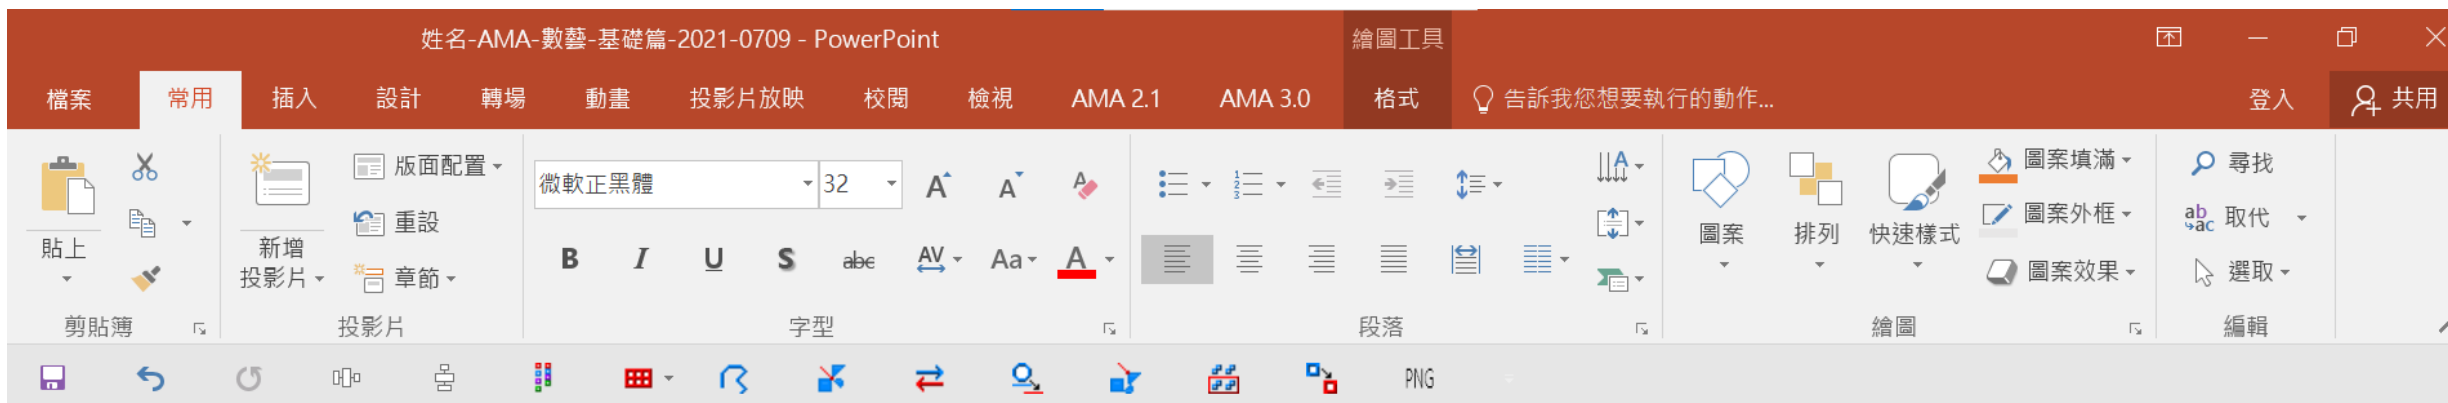 姓名-AMA-數藝-基礎篇-2021-0709 - PowerPoint 繪圖工具
檔案 常用 插入 設計 轉場 動畫 投影片放映 校閱 檢視 AMA 2.1 AMA 3.0 格式 告訴我您想要執行的動作... 登入 共用
貼上
新增
投影片
版面配置
重設
章節
微軟正黑體 32
B I U S abc AV Aa A
圖案
排列
快速樣式
圖案填滿
圖案外框
圖案效果
尋找
取代
選取
剪貼簿 投影片 字型 段落 繪圖 編輯
PNG